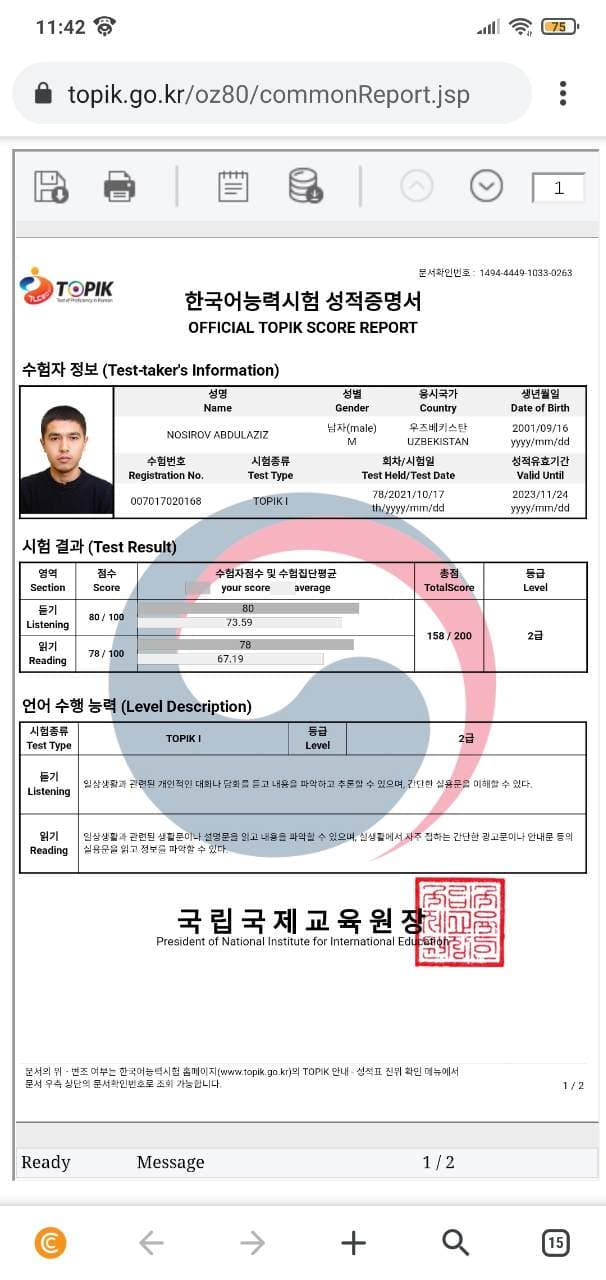 11:42
75
topik.go.kr/oz80/commonReport.jsp
1
문서확인번호 : 1494-4449-1033-0263
TOPIK
Test of Proficiency in Korean
한국어능력시험 성적증명서
OFFICIAL TOPIK SCORE REPORT
수험자 정보 (Test-taker's Information)
성명 성별 응시국가 생년월일
Name Gender Country Date of Birth
NOSIROV ABDULAZIZ 남자(male) 우즈베키스탄 2001/09/16
M UZBEKISTAN yyyy/mm/dd
수험번호 시험종류 회차/시험일 성적유효기간
Registration No. Test Type Test Held/Test Date Valid Until
007017020168 TOPIK I 78/2021/10/17 2023/11/24
th/yyyy/mm/dd yyyy/mm/dd
시험 결과 (Test Result)
영역 점수 수험자점수 및 수험집단평균 총점 등급
Section Score your score average TotalScore Level
듣기 80 / 100 80
Listening 73.59
158 / 200 2급
읽기 78 / 100 78
Reading 67.19
언어 수행 능력 (Level Description)
시험종류 TOPIK I 등급 2급
Test Type Level
듣기 일상생활과 관련된 개인적인 대화나 담화를 듣고 내용을 파악하고 추론할 수 있으며, 간단한 실용문을 이해할 수 있다.
Listening
읽기 일상생활과 관련된 생활문이나 설명문을 읽고 내용을 파악할 수 있으며, 실생활에서 자주 접하는 간단한 광고문이나 안내문 등의
Reading 실용문을 읽고 정보를 파악할 수 있다.
국립국제교육원장
President of National Institute for International Education
문서의 위ㆍ변조 여부는 한국어능력시험 홈페이지(www.topik.go.kr)의 TOPIK 안내 - 성적표 진위 확인 메뉴에서
문서 우측 상단의 문서확인번호로 조회 가능합니다.
1 / 2
Ready Message 1 / 2
15